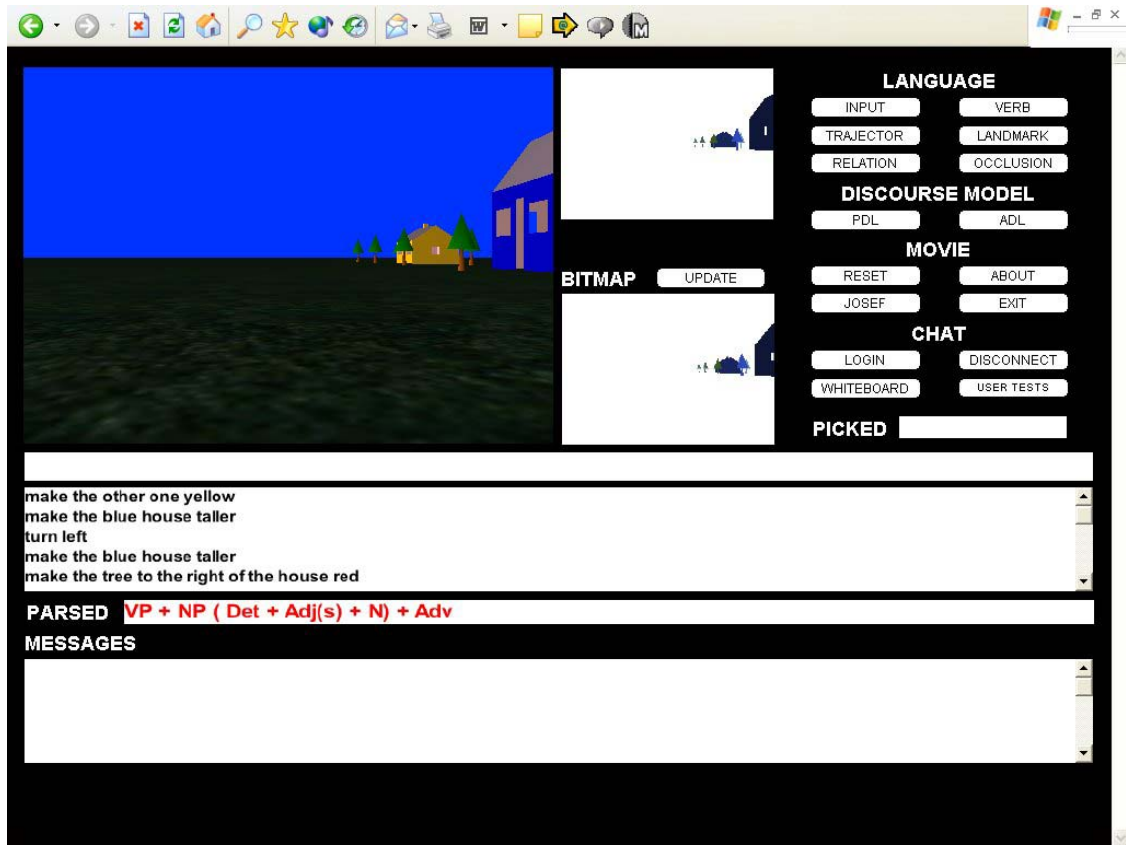 LANGUAGE
INPUT VERB
TRAJECTOR LANDMARK
RELATION OCCLUSION
DISCOURSE MODEL
PDL ADL
MOVIE
BITMAP UPDATE
RESET ABOUT
JOSEF EXIT
CHAT
LOGIN DISCONNECT
WHITEBOARD USER TESTS
PICKED
make the other one yellow
make the blue house taller
turn left
make the blue house taller
make the tree to the right of the house red
PARSED VP + NP ( Det + Adj(s) + N) + Adv
MESSAGES